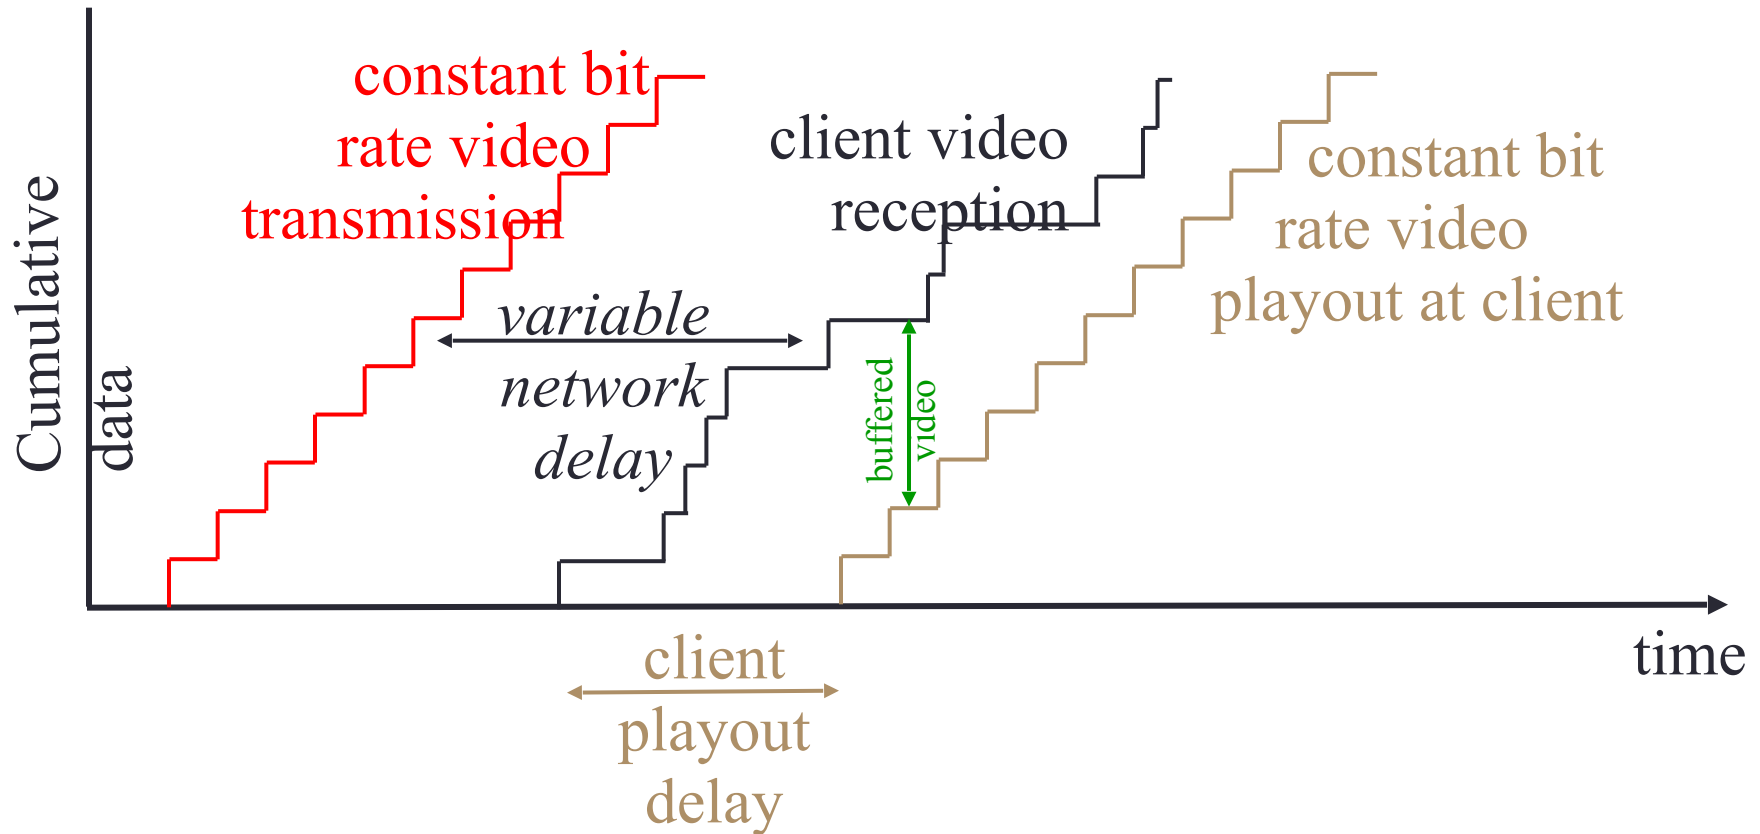 constant bit
rate video
transmission
client video
reception
constant bit
rate video
playout at client
Cumulative
data
variable
network
delay
buffered
video
time
client
playout
delay